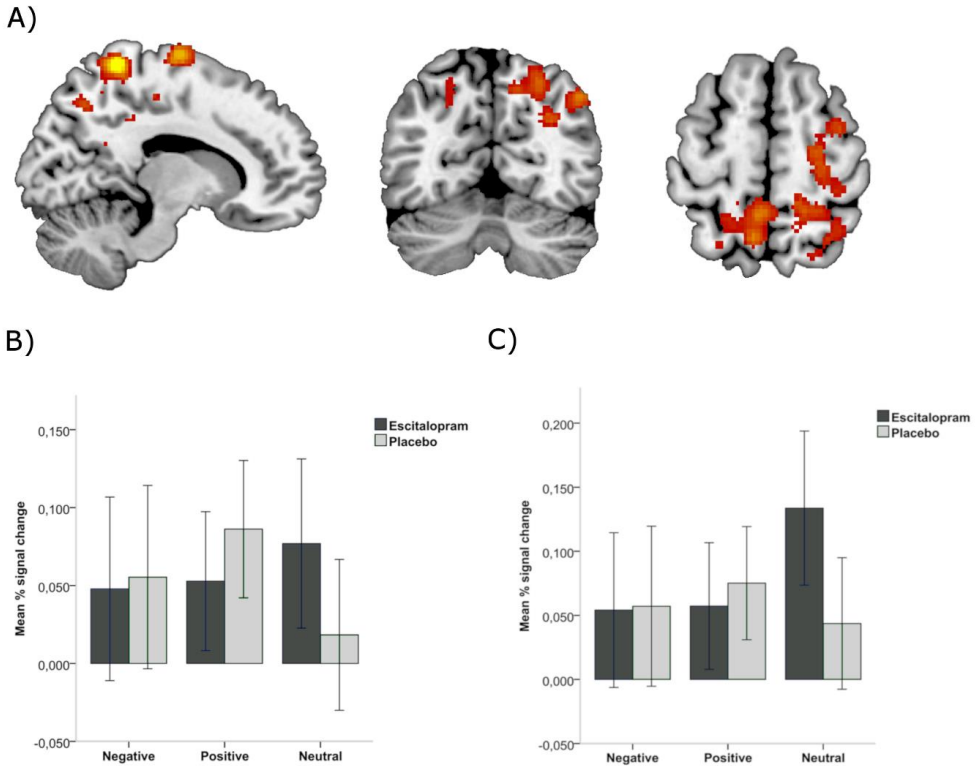 A)
B)
C)
Escitalopram
Placebo
Mean % signal change
0,150
0,100
0,050
0,000
-0,050
Negative Positive Neutral
Escitalopram
Placebo
Mean % signal change
0,200
0,150
0,100
0,050
0,000
-0,050
Negative Positive Neutral